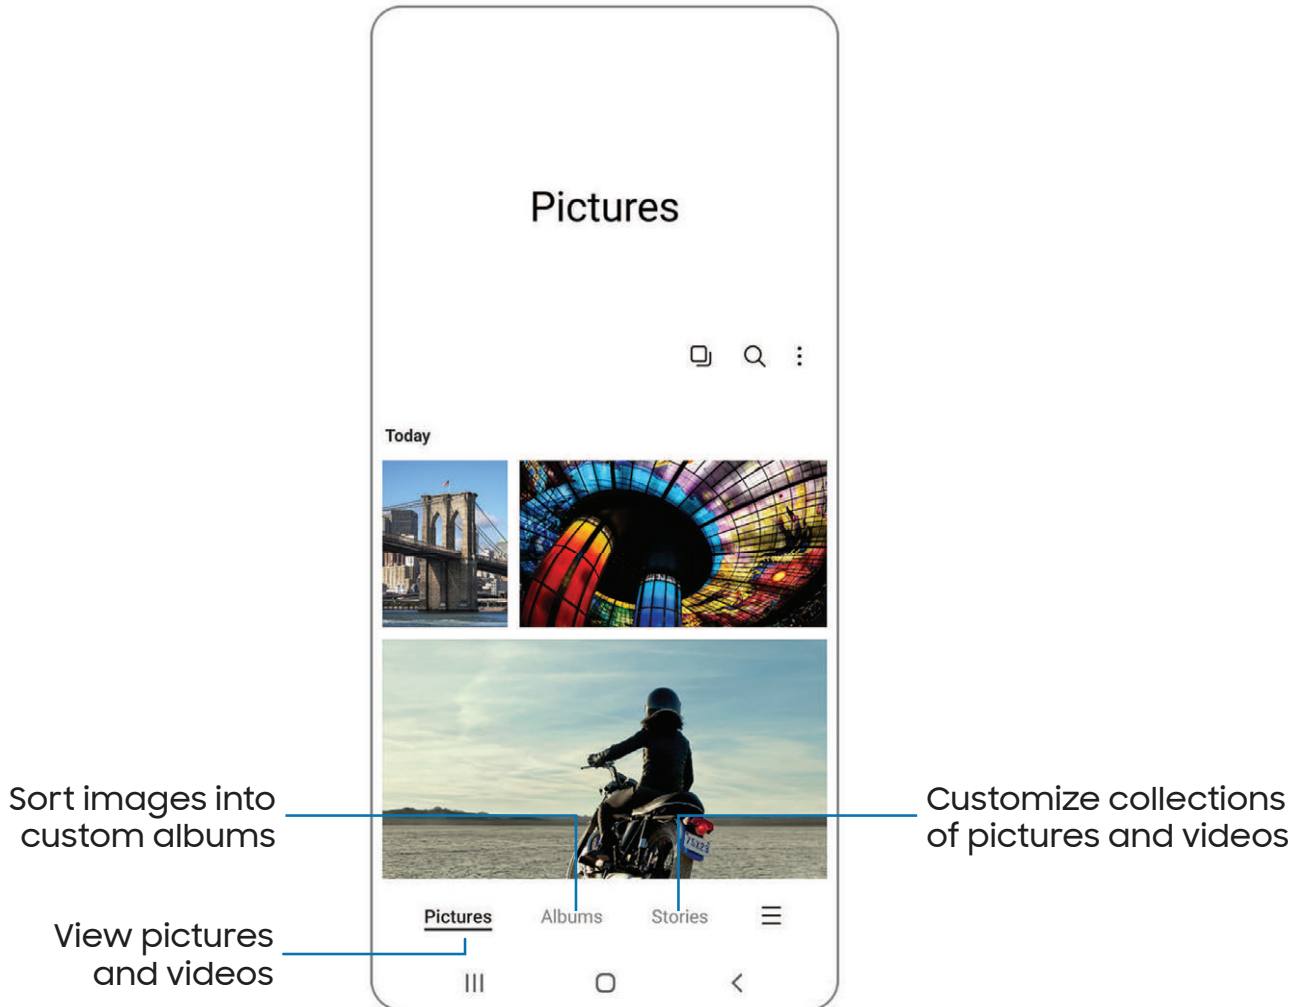 Pictures
Today
Sort images into
custom albums
Customize collections
of pictures and videos
Pictures Albums Stories
View pictures
and videos